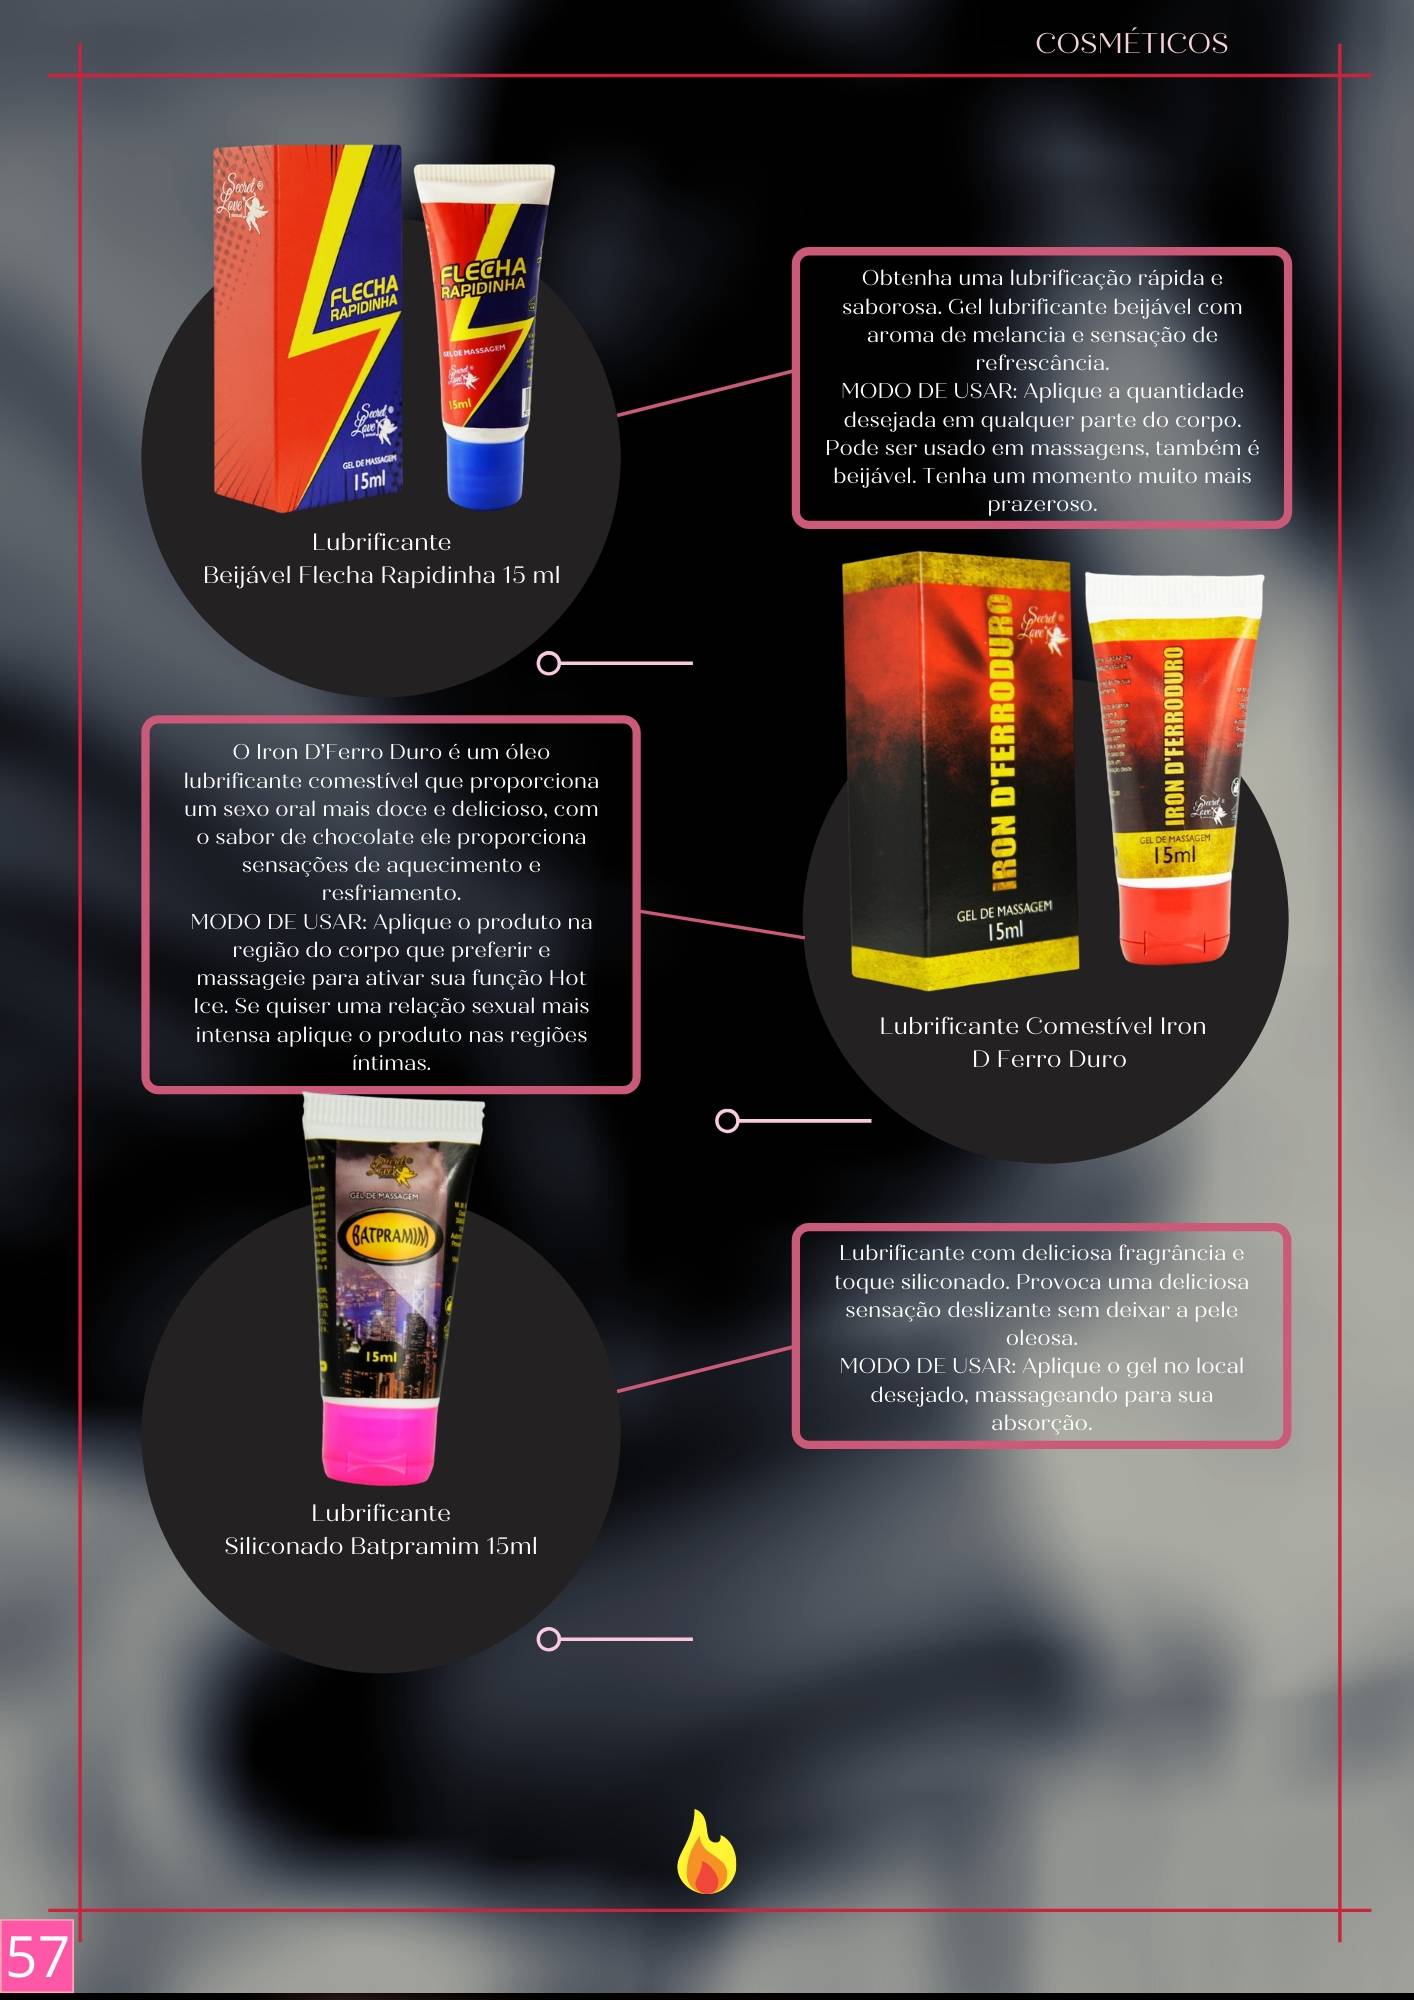 COSMÉTICOS
Secret
Love
FLECHA
RAPIDINHA
Secret
Love
GEL DE MASSAGEM
15ml
FLECHA
RAPIDINHA
GEL DE MASSAGEM
Secret
Love
15ml
Lubrificante
Beijável Flecha Rapidinha 15 ml
Obtenha uma lubrificação rápida e
saborosa. Gel lubrificante beijável com
aroma de melancia e sensação de
refrescância.
MODO DE USAR: Aplique a quantidade
desejada em qualquer parte do corpo.
Pode ser usado em massagens, também é
beijável. Tenha um momento muito mais
prazeroso.
Secret
Love
IRON D'FERRODURO
GEL DE MASSAGEM
15ml
IRON D'FERRODURO
Secret
Love
GEL DE MASSAGEM
15ml
Lubrificante Comestível Iron
D Ferro Duro
O Iron D'Ferro Duro é um óleo
lubrificante comestível que proporciona
um sexo oral mais doce e delicioso, com
o sabor de chocolate ele proporciona
sensações de aquecimento e
resfriamento.
MODO DE USAR: Aplique o produto na
região do corpo que preferir e
massageie para ativar sua função Hot
Ice. Se quiser uma relação sexual mais
intensa aplique o produto nas regiões
íntimas.
Secret
Love
GEL DE MASSAGEM
BATPRAMIM
15ml
Lubrificante
Siliconado Batpramim 15ml
Lubrificante com deliciosa fragrância e
toque siliconado. Provoca uma deliciosa
sensação deslizante sem deixar a pele
oleosa.
MODO DE USAR: Aplique o gel no local
desejado, massageando para sua
absorção.
57